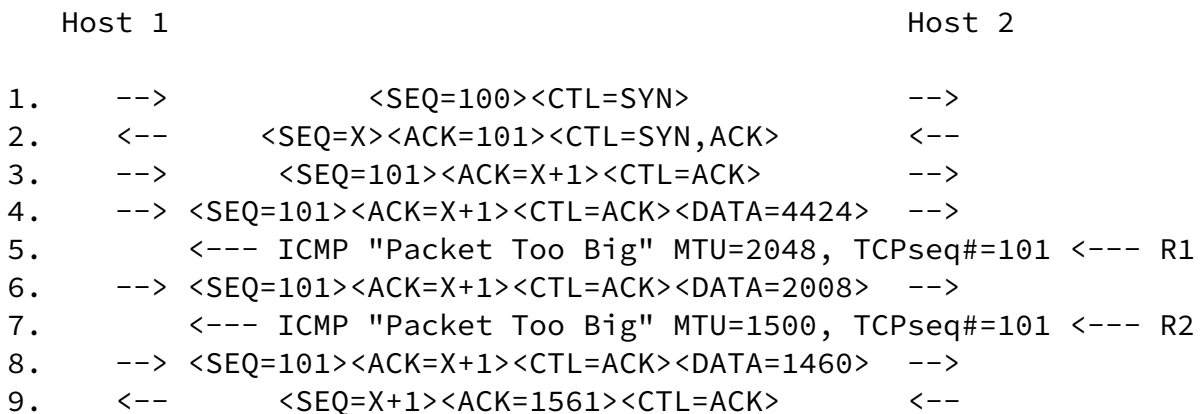 Host 1 Host 2
1. --> <SEQ=100><CTL=SYN> -->
2. <-- <SEQ=X><ACK=101><CTL=SYN,ACK> <--
3. --> <SEQ=101><ACK=X+1><CTL=ACK> -->
4. --> <SEQ=101><ACK=X+1><CTL=ACK><DATA=4424> -->
5. <--- ICMP "Packet Too Big" MTU=2048, TCPseq#=101 <--- R1
6. --> <SEQ=101><ACK=X+1><CTL=ACK><DATA=2008> -->
7. <--- ICMP "Packet Too Big" MTU=1500, TCPseq#=101 <--- R2
8. --> <SEQ=101><ACK=X+1><CTL=ACK><DATA=1460> -->
9. <-- <SEQ=X+1><ACK=1561><CTL=ACK> <--